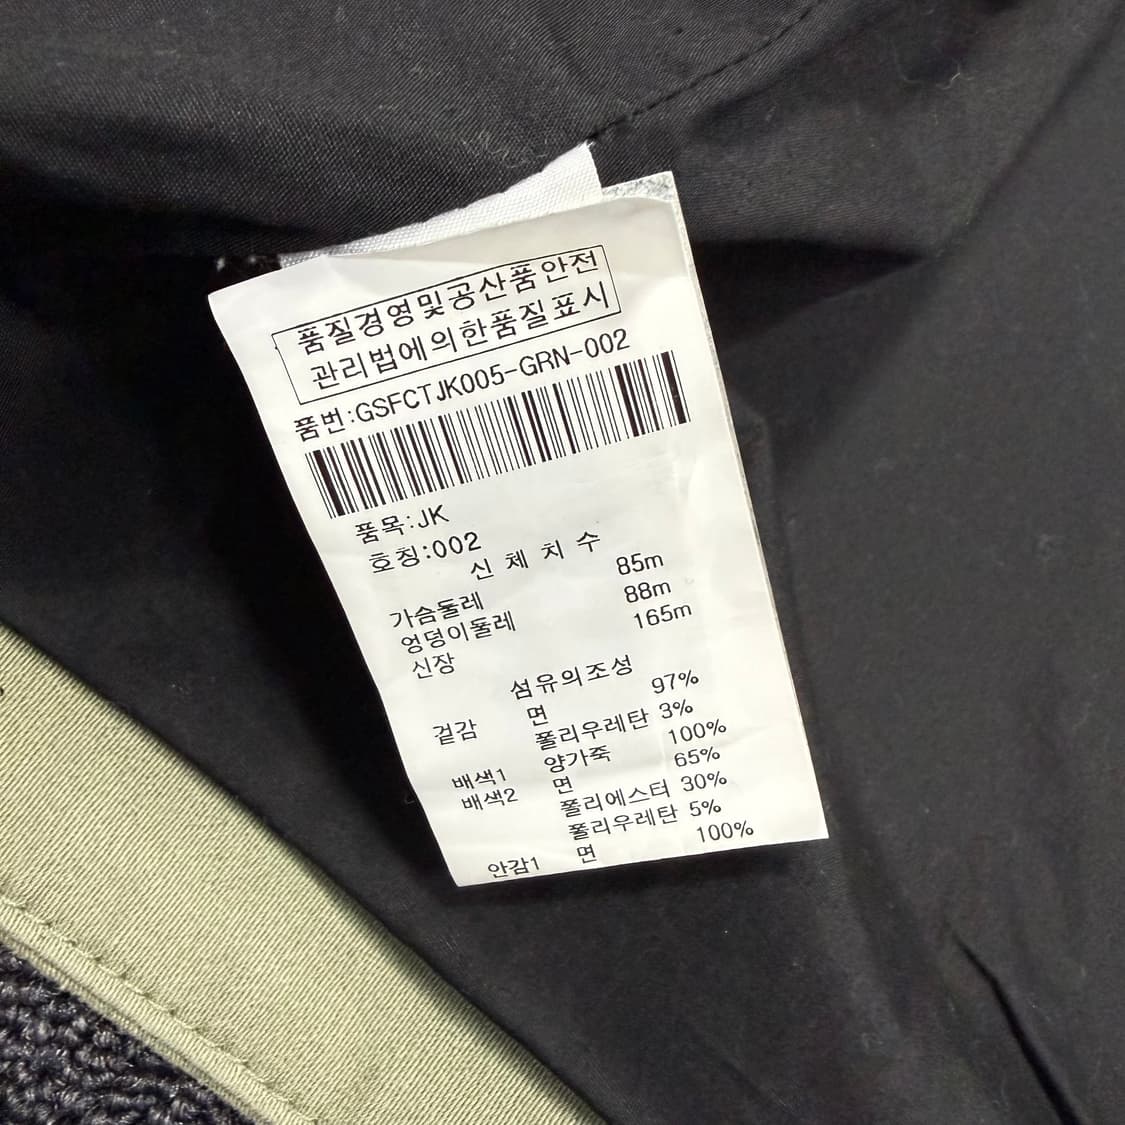 품질경영및공산품안전
관리법에의한품질표시
품번:GSFCTJK005-GRN-002
품목:JK
호칭:002
신 체 치 수
가슴둘레 85m
엉덩이둘레 88m
신장 165m
섬유의조성
겉감 면 97%
폴리우레탄 3%
배색1 양가죽 100%
배색2 면 65%
폴리에스터 30%
폴리우레탄 5%
안감1 면 100%